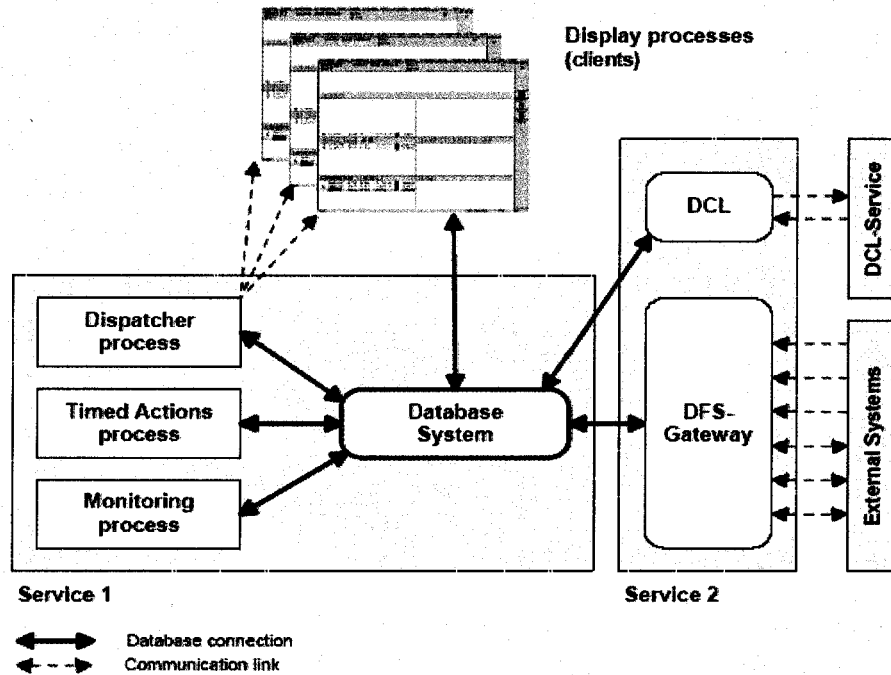 Display processes
(clients)
DCL
DCL-Service
Dispatcher
process
Timed Actions
process
Database
System
DFS-
Gateway
External Systems
Monitoring
process
Service 1
Service 2
Database connection
Communication link